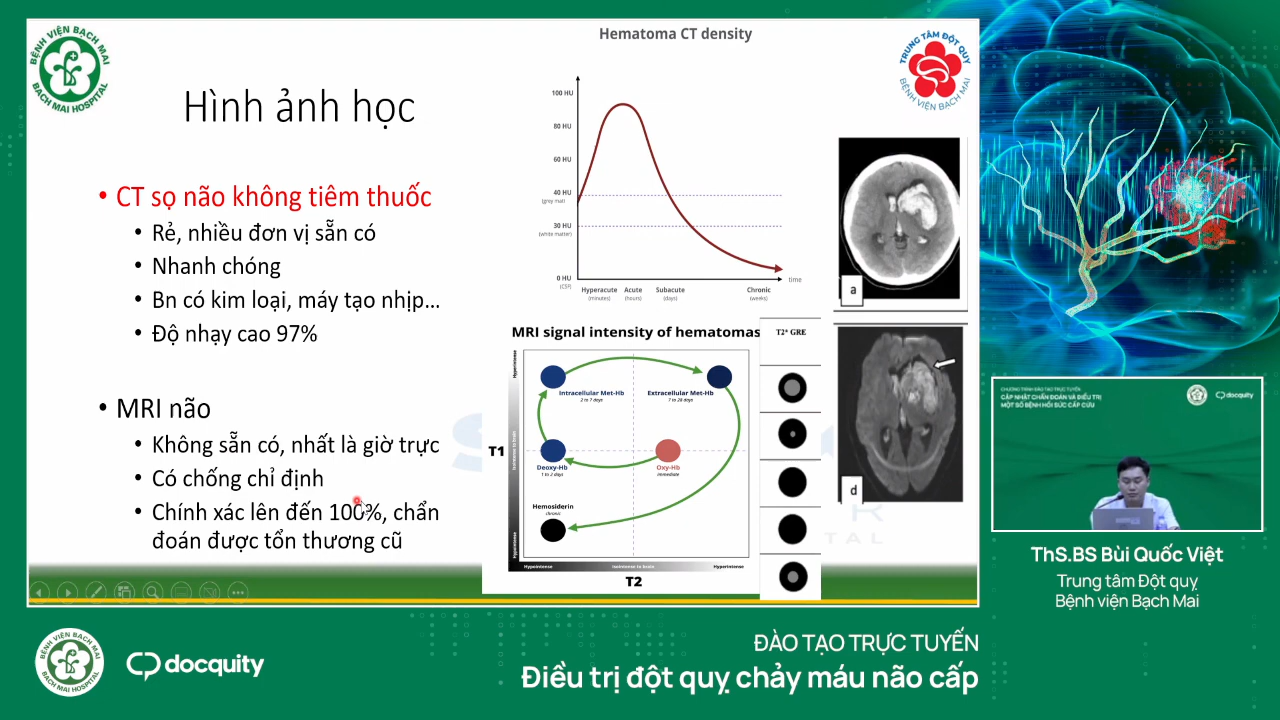 BỆNH VIỆN BẠCH MAI
BACH MAI HOSPITAL
Hình ảnh học
• CT sọ não không tiêm thuốc
• Rẻ, nhiều đơn vị sẵn có
• Nhanh chóng
• Bn có kim loại, máy tạo nhịp...
• Độ nhạy cao 97%
• MRI não
• Không sẵn có, nhất là giờ trực
• Có chống chỉ định
• Chính xác lên đến 100%, chẩn
đoán được tổn thương cũ
Hematoma CT density
100 HU
80 HU
60 HU
40 HU
30 HU
(white matter)
0 HU
(CSF)
Hyperacute
(minutes)
Acute
(hours)
Subacute
(days)
Chronic
(weeks)
time
TRUNG TÂM ĐỘT QUỴ
BỆNH VIỆN BẠCH MAI
a
MRI signal intensity of hematomas
T2* GRE
Intracellular Met-Hb
2 to 7 days
Extracellular Met-Hb
7 to 28 days
T1
Deoxy-Hb
1 to 2 days
Oxy-Hb
immediate
Hemosiderin
chronic
Isointense to brain
Hyperintense
T2
d
CHƯƠNG TRÌNH ĐÀO TẠO TRỰC TUYẾN
CẬP NHẬT CHẨN ĐOÁN VÀ ĐIỀU TRỊ
MỘT SỐ BỆNH HỒI SỨC CẤP CỨU
docquity
ThS.BS Bùi Quốc Việt
Trung tâm Đột quỵ
Bệnh viện Bạch Mai
BỆNH VIỆN BẠCH MAI
BACH MAI HOSPITAL
docquity
ĐÀO TẠO TRỰC TUYẾN
Điều trị đột quỵ chảy máu não cấp